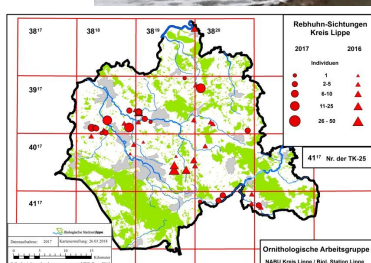 38¹⁷ 38¹⁸ 38¹⁹ 38²⁰
39¹⁷
40¹⁷
41¹⁷
Rebhuhn-Sichtungen
Kreis Lippe
2017 2016
Individuen
1
2-5
6-10
11-25
26 - 50
41¹⁷ Nr. der TK-25
Biologische Station Lippe
Datenaufnahme: 2017 Kartenerstellung: 26.01.2018
Kilometer
Ornithologische Arbeitsgruppe
NABU Kreis Lippe / Biol. Station Lippe